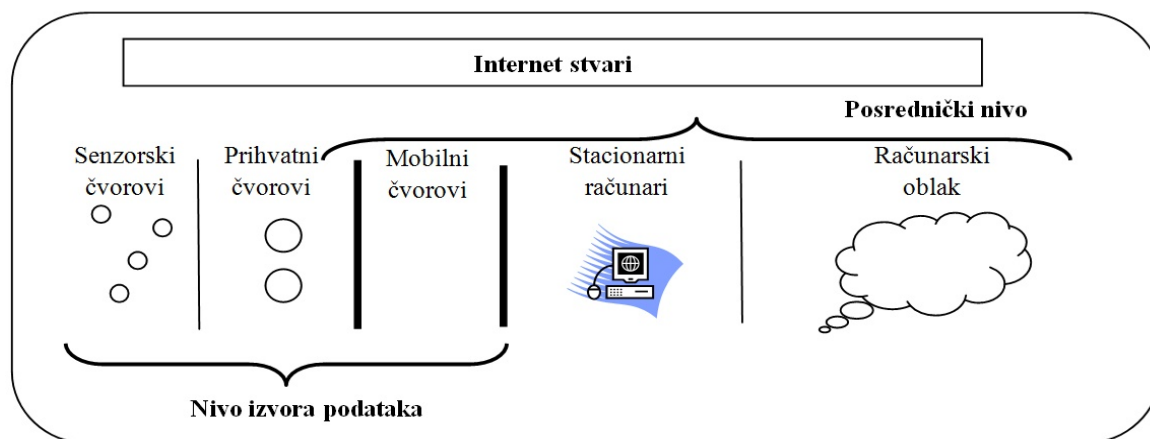 Internet stvari
Posrednički nivo
Senzorski
čvorovi
Prihvatni
čvorovi
Mobilni
čvorovi
Stacionarni
računari
Računarski
oblak
Nivo izvora podataka